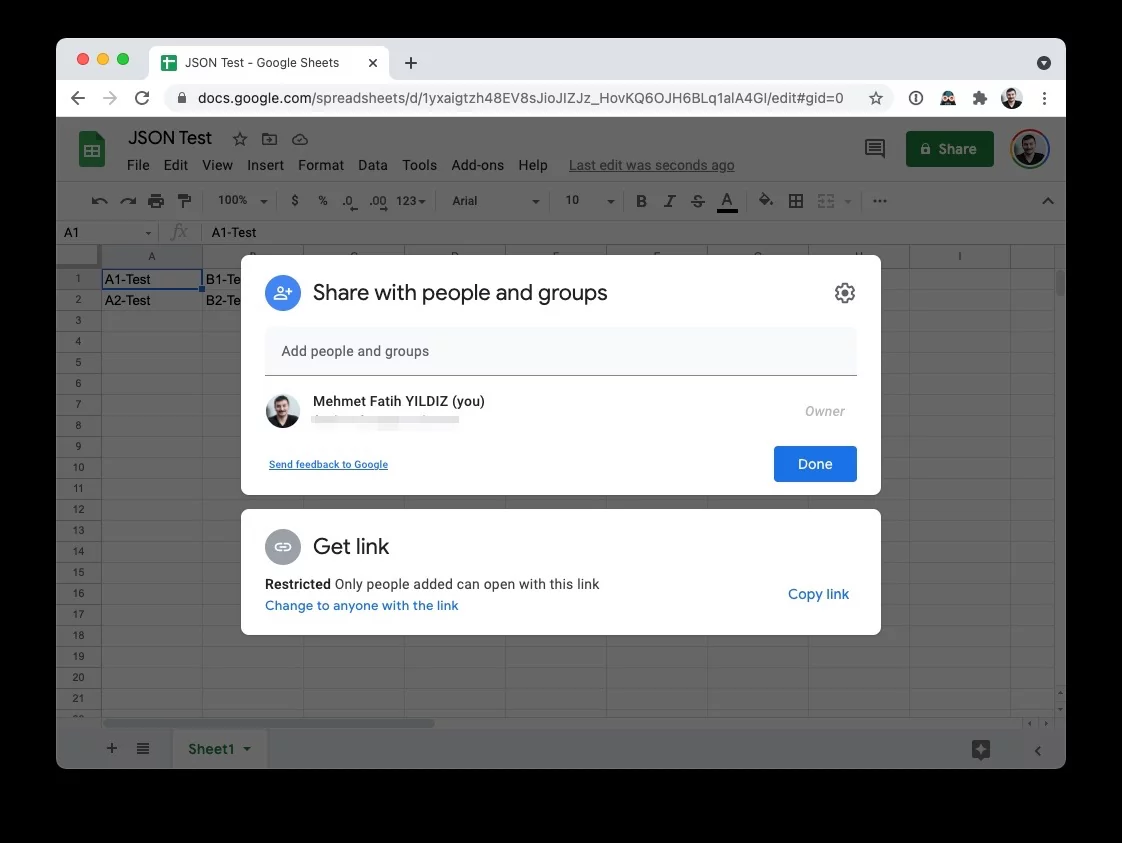 JSON Test - Google Sheets
docs.google.com/spreadsheets/d/1yxaigtzh48EV8sJioJIZJz_HovKQ6OJH6BLq1alA4GI/edit#gid=0
JSON Test
File Edit View Insert Format Data Tools Add-ons Help Last edit was seconds ago
Share
100% $ % .0 .00 123 Arial 10 B I S A
A1 fx A1-Test
A I
1 A1-Test B1-Te
2 A2-Test B2-Te
3
4
5
6
7
8
9
10
11
12
13
14
15
16
17
18
19
20
21
Share with people and groups
Add people and groups
Mehmet Fatih YILDIZ (you)
Owner
Send feedback to Google
Done
Get link
Restricted Only people added can open with this link
Change to anyone with the link
Copy link
Sheet1